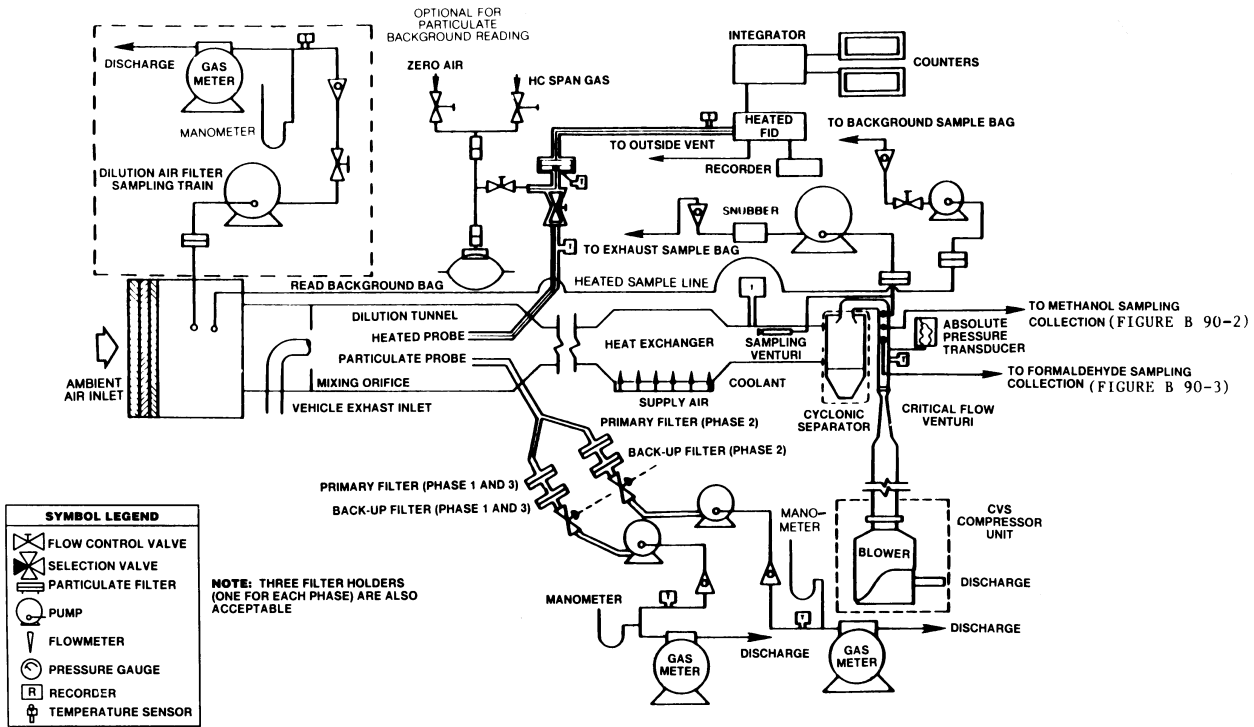 OPTIONAL FOR
PARTICULATE
BACKGROUND READING
ZERO AIR
HC SPAN GAS
DISCHARGE
GAS
METER
MANOMETER
DILUTION AIR FILTER
SAMPLING TRAIN
INTEGRATOR
COUNTERS
HEATED
FID
TO OUTSIDE VENT
RECORDER
TO BACKGROUND SAMPLE BAG
SNUBBER
TO EXHAUST SAMPLE BAG
T
T
READ BACKGROUND BAG
HEATED SAMPLE LINE
DILUTION TUNNEL
HEATED PROBE
PARTICULATE PROBE
MIXING ORIFICE
VEHICLE EXHAST INLET
AMBIENT
AIR INLET
HEAT EXCHANGER
T
SAMPLING
VENTURI
COOLANT
SUPPLY AIR
CYCLONIC
SEPARATOR
CRITICAL FLOW
VENTURI
TO METHANOL SAMPLING
COLLECTION (FIGURE B 90-2)
ABSOLUTE
PRESSURE
TRANSDUCER
T
TO FORMALDEHYDE SAMPLING
COLLECTION (FIGURE B 90-3)
PRIMARY FILTER (PHASE 2)
BACK-UP FILTER (PHASE 2)
PRIMARY FILTER (PHASE 1 AND 3)
BACK-UP FILTER (PHASE 1 AND 3)
MANO-
METER
CVS
COMPRESSOR
UNIT
BLOWER
DISCHARGE
MANOMETER
T
GAS
METER
DISCHARGE
T
GAS
METER
DISCHARGE
SYMBOL LEGEND
FLOW CONTROL VALVE
SELECTION VALVE
PARTICULATE FILTER
PUMP
FLOWMETER
PRESSURE GAUGE
R RECORDER
TEMPERATURE SENSOR
NOTE: THREE FILTER HOLDERS
(ONE FOR EACH PHASE) ARE ALSO
ACCEPTABLE